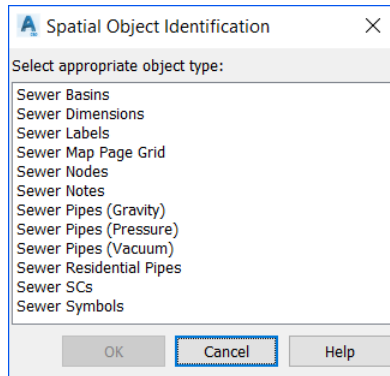 Spatial Object Identification
Select appropriate object type:
Sewer Basins
Sewer Dimensions
Sewer Labels
Sewer Map Page Grid
Sewer Nodes
Sewer Notes
Sewer Pipes (Gravity)
Sewer Pipes (Pressure)
Sewer Pipes (Vacuum)
Sewer Residential Pipes
Sewer SCs
Sewer Symbols
OK Cancel Help